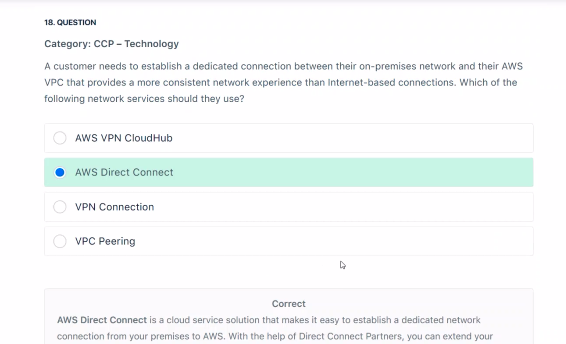 18. QUESTION
Category: CCP – Technology
A customer needs to establish a dedicated connection between their on-premises network and their AWS
VPC that provides a more consistent network experience than Internet-based connections. Which of the
following network services should they use?
AWS VPN CloudHub
AWS Direct Connect
VPN Connection
VPC Peering
Correct
AWS Direct Connect is a cloud service solution that makes it easy to establish a dedicated network
connection from your premises to AWS. With the help of Direct Connect Partners, you can extend your